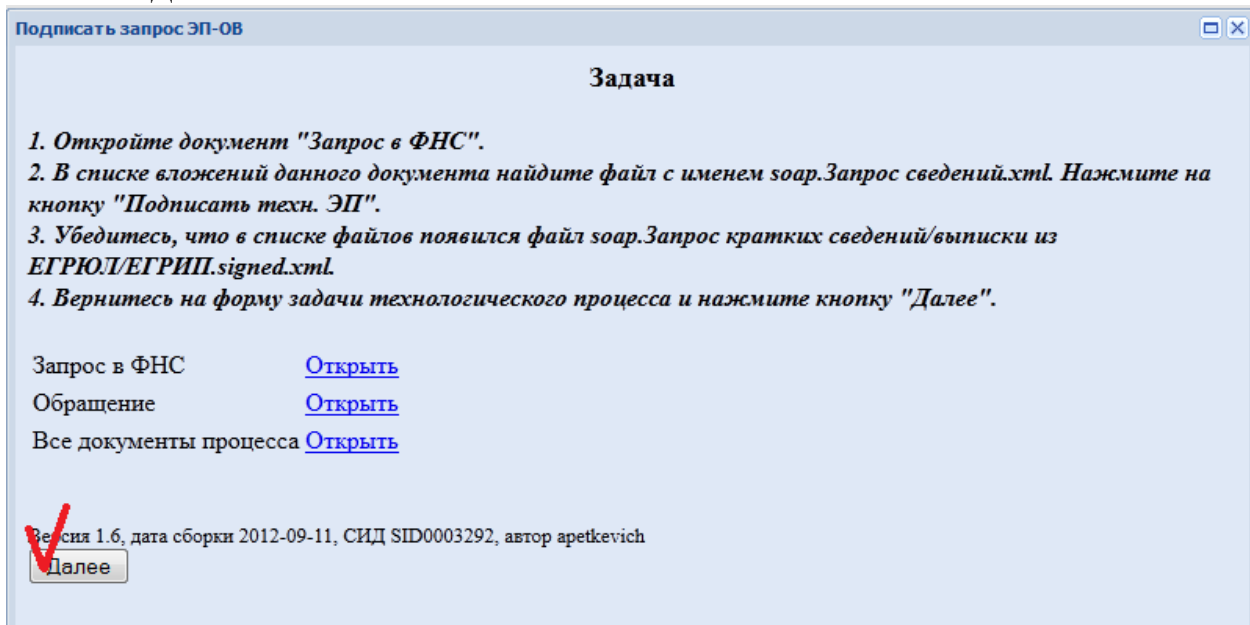 Подписать запрос ЭП-ОВ
Задача
1. Откройте документ "Запрос в ФНС".
2. В списке вложений данного документа найдите файл с именем soap.Запрос сведений.xml. Нажмите на
кнопку "Подписать техн. ЭП".
3. Убедитесь, что в списке файлов появился файл soap.Запрос кратких сведений/выписки из
ЕГРЮЛ/ЕГРИП.signed.xml.
4. Вернитесь на форму задачи технологического процесса и нажмите кнопку "Далее".
Запрос в ФНС Открыть
Обращение Открыть
Все документы процесса Открыть
Версия 1.6, дата сборки 2012-09-11, СИД SID0003292, автор apetkevich
Далее